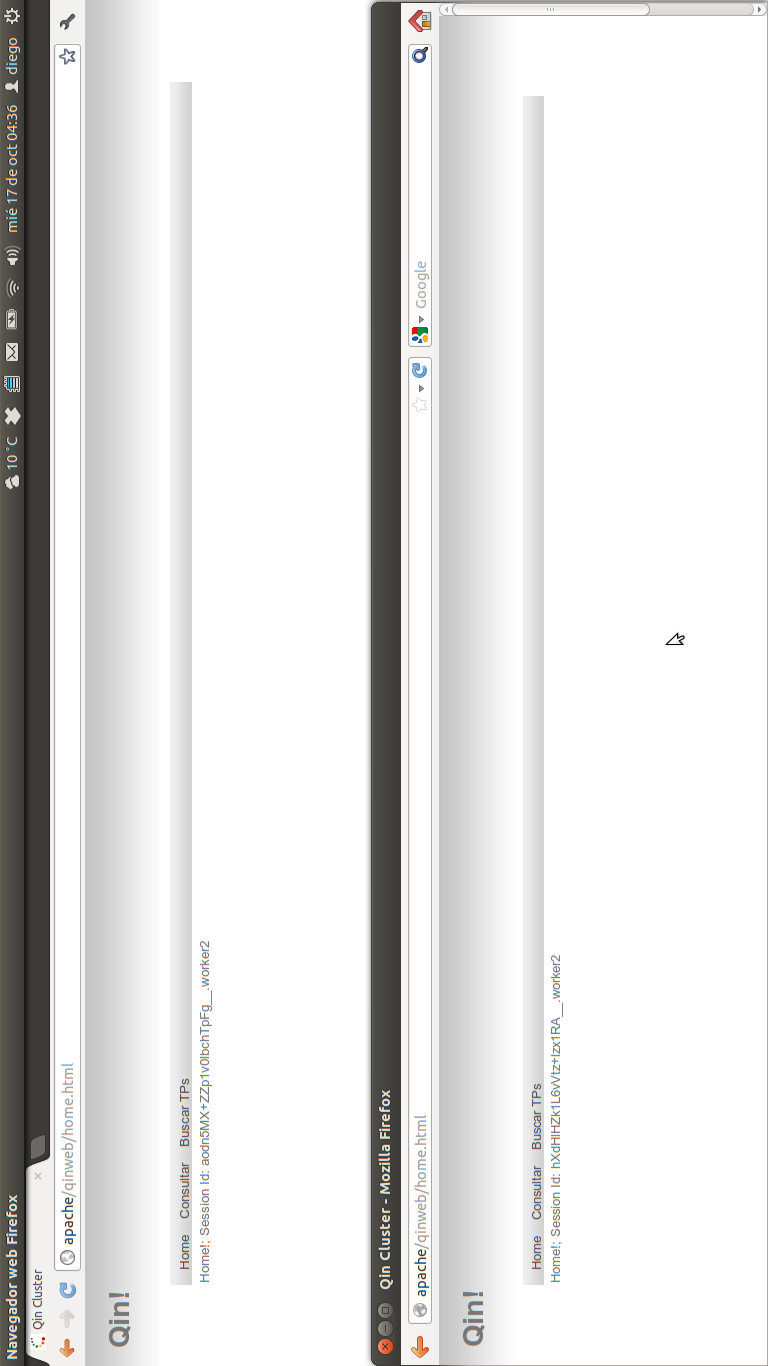 Navegador web Firefox 10 °C mié 17 de oct 04:36 diego
Qin Cluster
apache/qinweb/home.html
Qin!
Home Consultar Buscar TPs
Home!; Session Id: aodn5MX+ZZp1v0lbchTpFg__.worker2
Qin Cluster - Mozilla Firefox
apache/qinweb/home.html Google
Qin!
Home Consultar Buscar TPs
Home!; Session Id: hXdHlHZk1L6vVtz+Izx1RA__.worker2